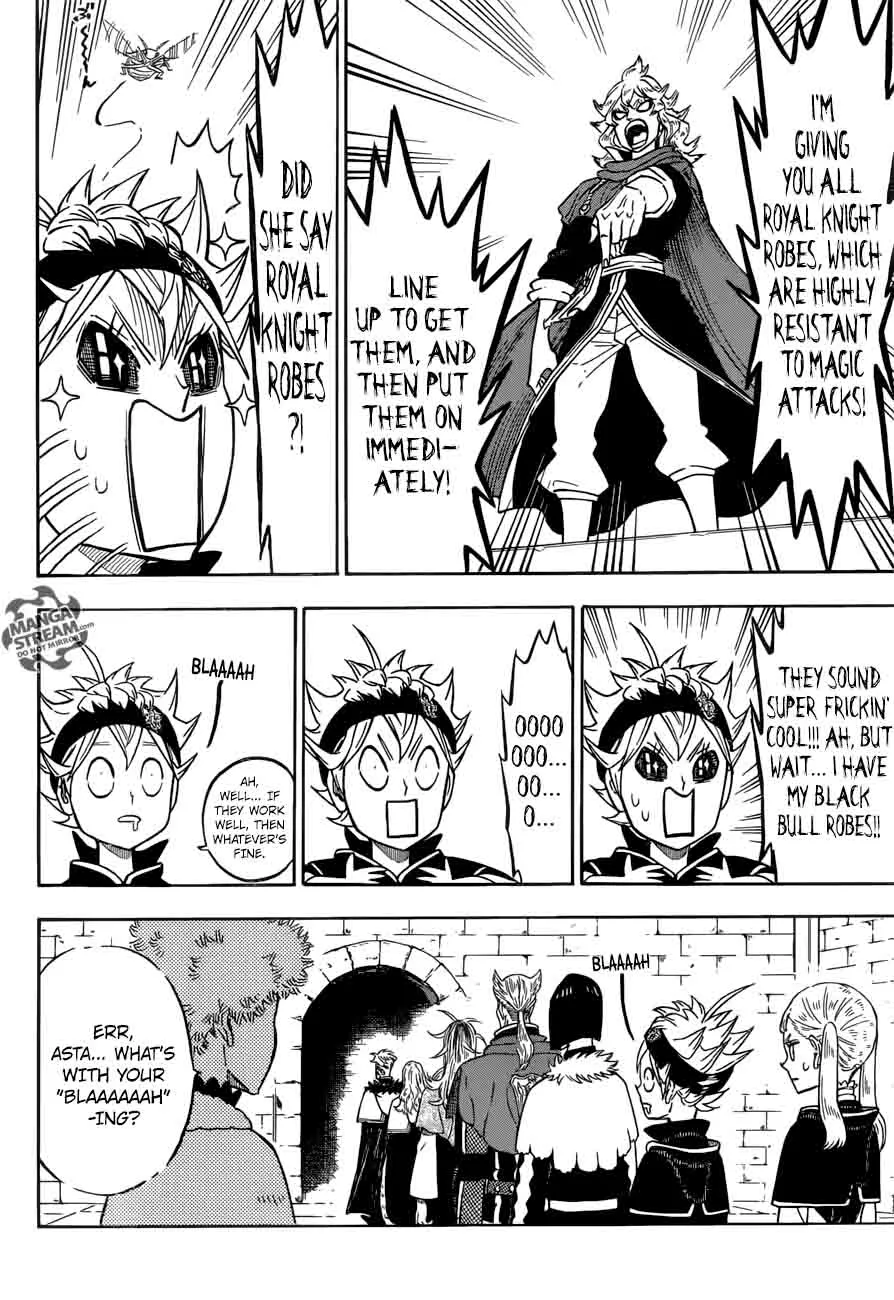 I'M
GIVING
YOU ALL
ROYAL KNIGHT
ROBES, WHICH
ARE HIGHLY
RESISTANT
TO MAGIC
ATTACKS!
LINE
UP TO GET
THEM, AND
THEN PUT
THEM ON
IMMEDI-
ATELY!
DID
SHE SAY
ROYAL
KNIGHT
ROBES
?!
THEY SOUND
SUPER FRICKIN'
COOL!!! AH, BUT
WAIT... I HAVE
MY BLACK
BULL ROBES!!
OOOO
OOO...
OO...
O...
BLAAAAH
AH,
WELL... IF
THEY WORK
WELL, THEN
WHATEVER'S
FINE.
MANGA
STREAM.com
DO NOT MIRROR
BLAAAAH
ERR,
ASTA... WHAT'S
WITH YOUR
"BLAAAAAAH"
-ING?